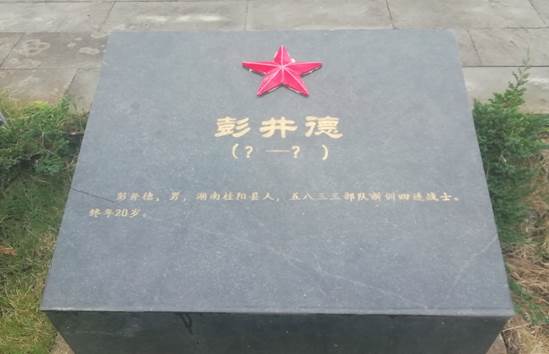 彭井德
（？—？）
彭井德，男，湖南桂阳县人，五八三三部队新训四连战士。
终年20岁。